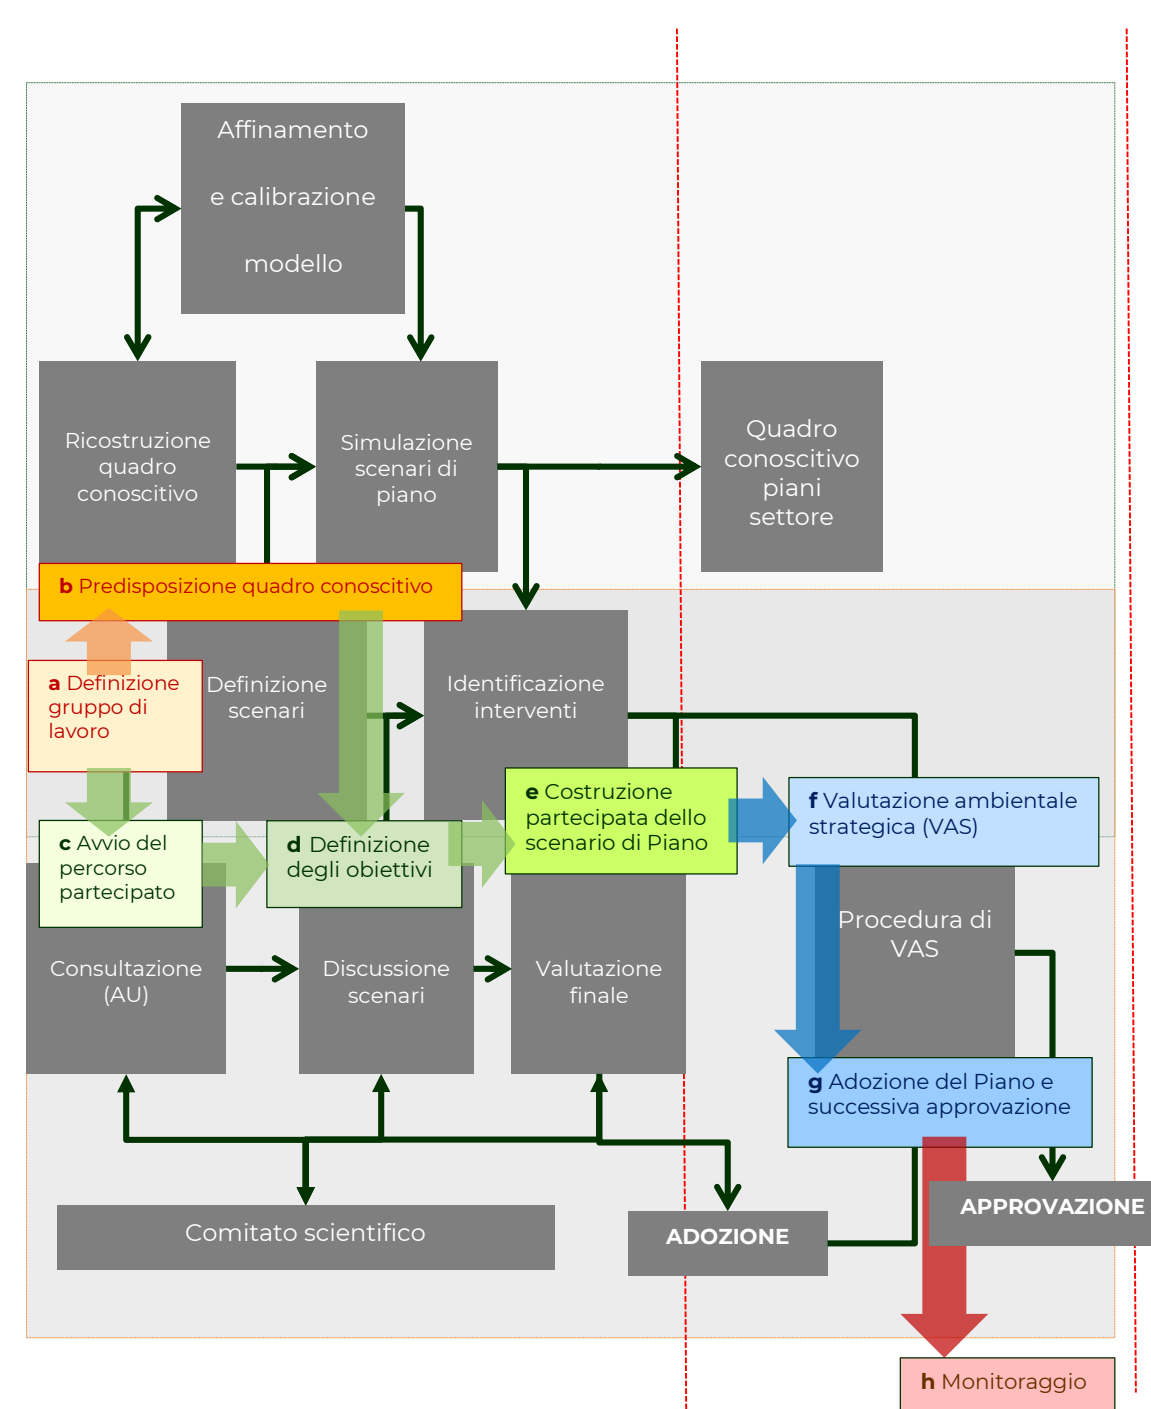 Affinamento
e calibrazione
modello
Ricostruzione
quadro
conoscitivo
Simulazione
scenari di
piano
Quadro
conoscitivo
piani
settore
b Predisposizione quadro conoscitivo
a Definizione
gruppo di
lavoro
Definizione
scenari
Identificazione
interventi
e Costruzione
partecipata dello
scenario di Piano
f Valutazione ambientale
strategica (VAS)
c Avvio del
percorso
partecipato
d Definizione
degli obiettivi
Consultazione
(AU)
Discussione
scenari
Valutazione
finale
Procedura di
VAS
g Adozione del Piano e
successiva approvazione
Comitato scientifico
ADOZIONE
APPROVAZIONE
h Monitoraggio